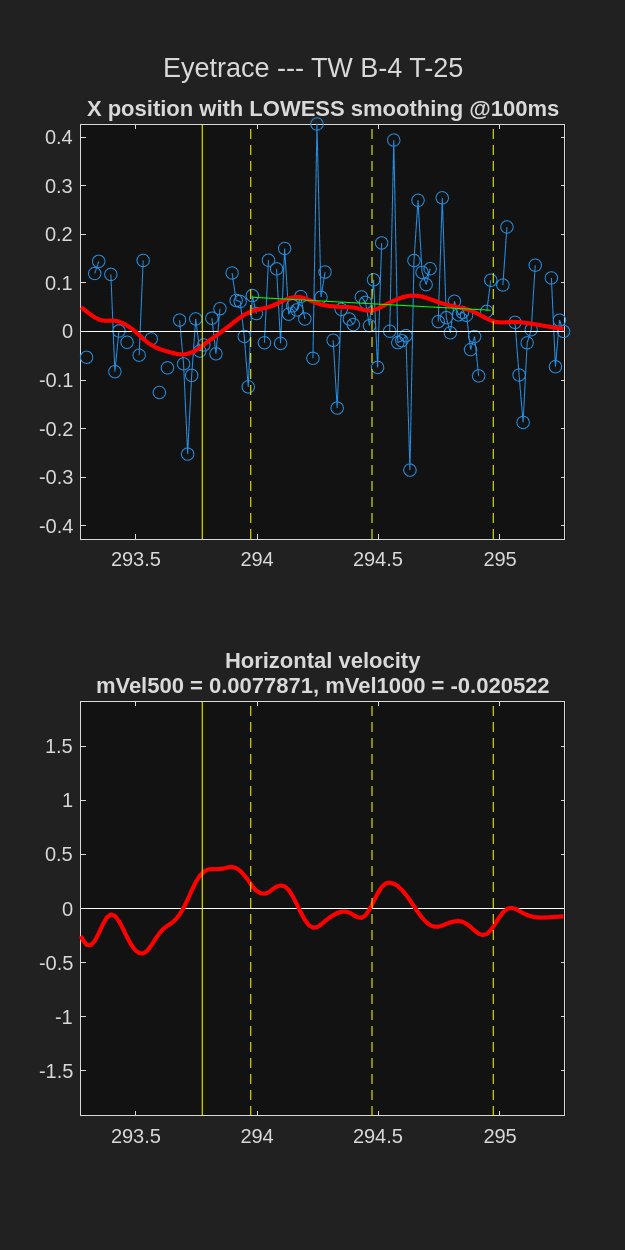 Eyetrace --- TW B-4 T-25
X position with LOWESS smoothing @100ms
0.4
0.3
0.2
0.1
0
-0.1
-0.2
-0.3
-0.4
293.5 294 294.5 295
Horizontal velocity
mVel500 = 0.0077871, mVel1000 = -0.020522
1.5
1
0.5
0
-0.5
-1
-1.5
293.5 294 294.5 295